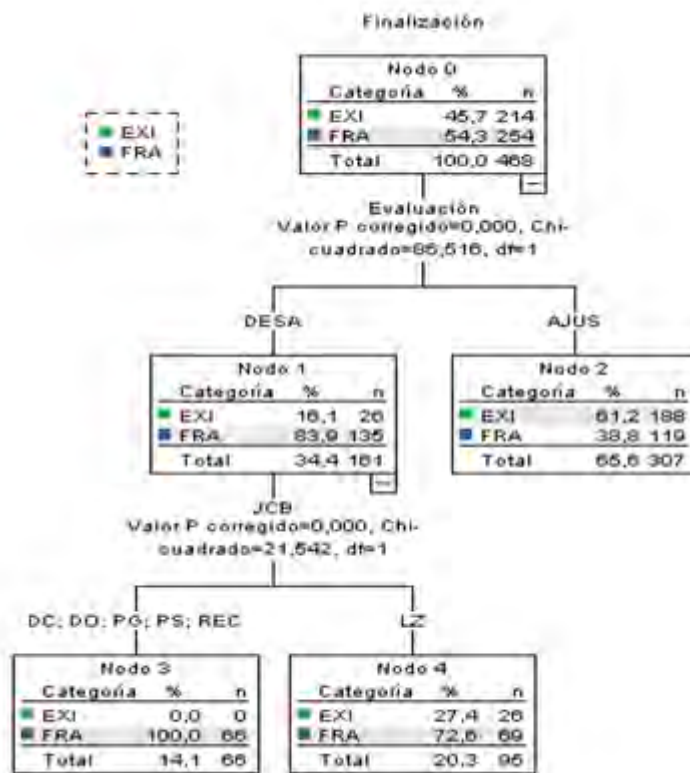 Finalización
Nodo 0
Categoría % n
EXI 45,7 214
FRA 54,3 254
Total 100,0 468
EXI
FRA
Evaluación
Valor P corregido=0,000, Chi-
cuadrado=86,516, df=1
DESA
AJUS
Nodo 1
Categoría % n
EXI 16,1 26
FRA 83,9 135
Total 34,4 161
Nodo 2
Categoría % n
EXI 61,2 188
FRA 38,8 119
Total 65,6 307
JCB
Valor P corregido=0,000, Chi-
cuadrado=21,542, df=1
DC; DO; PG; PS; REC
LZ
Nodo 3
Categoría % n
EXI 0,0 0
FRA 100,0 66
Total 14,1 66
Nodo 4
Categoría % n
EXI 27,4 26
FRA 72,6 69
Total 20,3 95